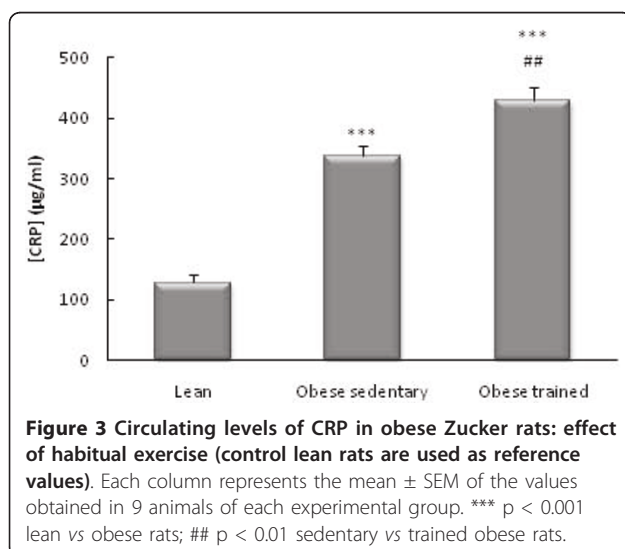 ***
##
500
400
***
300
200
100
0
[CRP] (µg/ml)
Lean Obese sedentary Obese trained
Figure 3 Circulating levels of CRP in obese Zucker rats: effect
of habitual exercise (control lean rats are used as reference
values). Each column represents the mean ± SEM of the values
obtained in 9 animals of each experimental group. *** p < 0.001
lean vs obese rats; ## p < 0.01 sedentary vs trained obese rats.